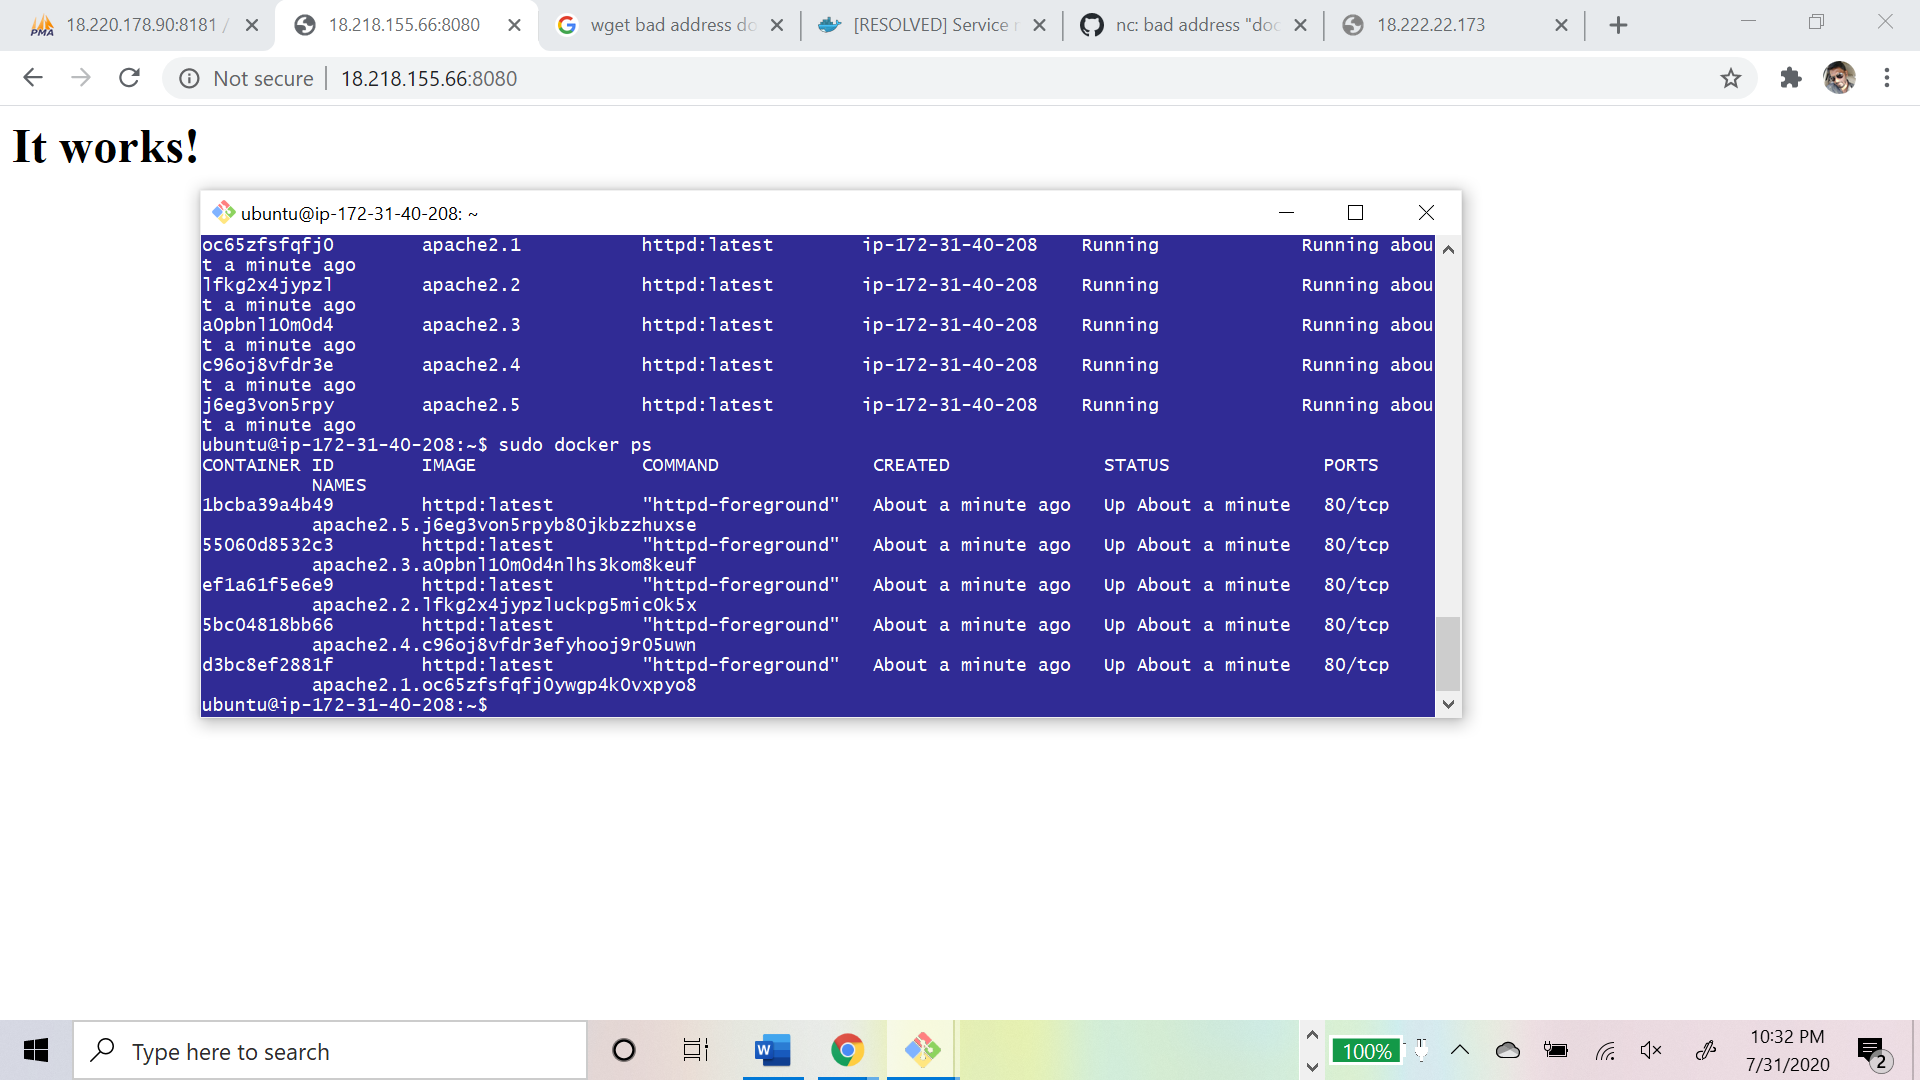 18.220.178.90:8181 /
18.218.155.66:8080
wget bad address do
[RESOLVED] Service
nc: bad address "doc
18.222.22.173
Not secure
18.218.155.66:8080
It works!
ubuntu@ip-172-31-40-208: ~
oc65zfsfqfj0 apache2.1 httpd:latest ip-172-31-40-208 Running Running abou
t a minute ago
lfkg2x4jypzl apache2.2 httpd:latest ip-172-31-40-208 Running Running abou
t a minute ago
a0pbnl10m0d4 apache2.3 httpd:latest ip-172-31-40-208 Running Running abou
t a minute ago
c96oj8vfdr3e apache2.4 httpd:latest ip-172-31-40-208 Running Running abou
t a minute ago
j6eg3von5rpy apache2.5 httpd:latest ip-172-31-40-208 Running Running abou
t a minute ago
ubuntu@ip-172-31-40-208:~$ sudo docker ps
CONTAINER ID IMAGE COMMAND CREATED STATUS PORTS
NAMES
1bcba39a4b49 httpd:latest "httpd-foreground" About a minute ago Up About a minute 80/tcp
apache2.5.j6eg3von5rpyb80jkbzzhuxse
55060d8532c3 httpd:latest "httpd-foreground" About a minute ago Up About a minute 80/tcp
apache2.3.a0pbnl10m0d4nlhs3kom8keuf
ef1a61f5e6e9 httpd:latest "httpd-foreground" About a minute ago Up About a minute 80/tcp
apache2.2.lfkg2x4jypzluckpg5mic0k5x
5bc04818bb66 httpd:latest "httpd-foreground" About a minute ago Up About a minute 80/tcp
apache2.4.c96oj8vfdr3efyhooj9r05uwn
d3bc8ef2881f httpd:latest "httpd-foreground" About a minute ago Up About a minute 80/tcp
apache2.1.oc65zfsfqfj0ywgp4k0vxpyo8
ubuntu@ip-172-31-40-208:~$
Type here to search
100%
10:32 PM
7/31/2020
2
PMA
W